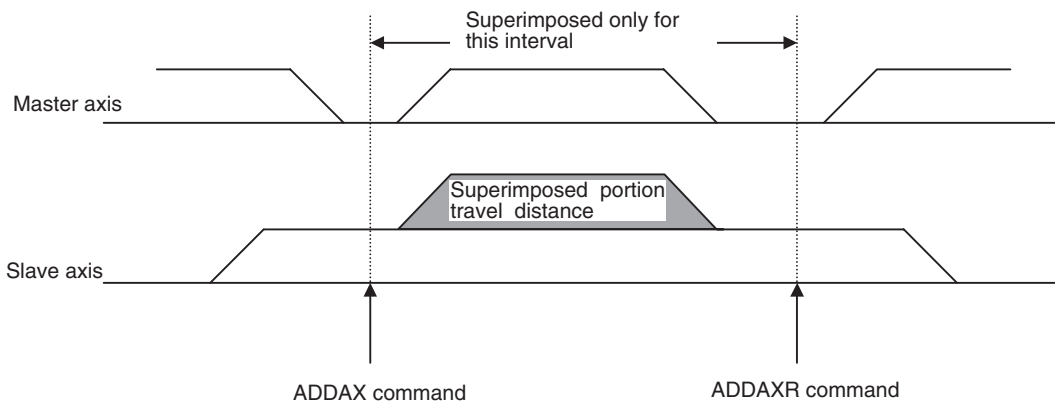 Superimposed only for
this interval
Master axis
Superimposed portion
travel distance
Slave axis
ADDAX command
ADDAXR command